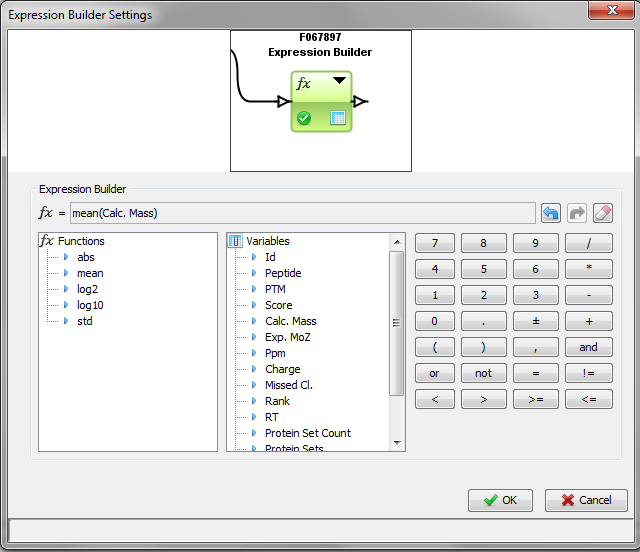 Expression Builder Settings
F067897
Expression Builder
fx
Expression Builder
fx = mean(Calc. Mass)
fx Functions
abs
mean
log2
log10
std
Variables
Id
Peptide
PTM
Score
Calc. Mass
Exp. MoZ
Ppm
Charge
Missed Cl.
Rank
RT
Protein Set Count
Protein Sets
7 8 9 /
4 5 6 *
1 2 3 -
0 . ± +
( ) , and
or not = !=
< > >= <=
OK Cancel